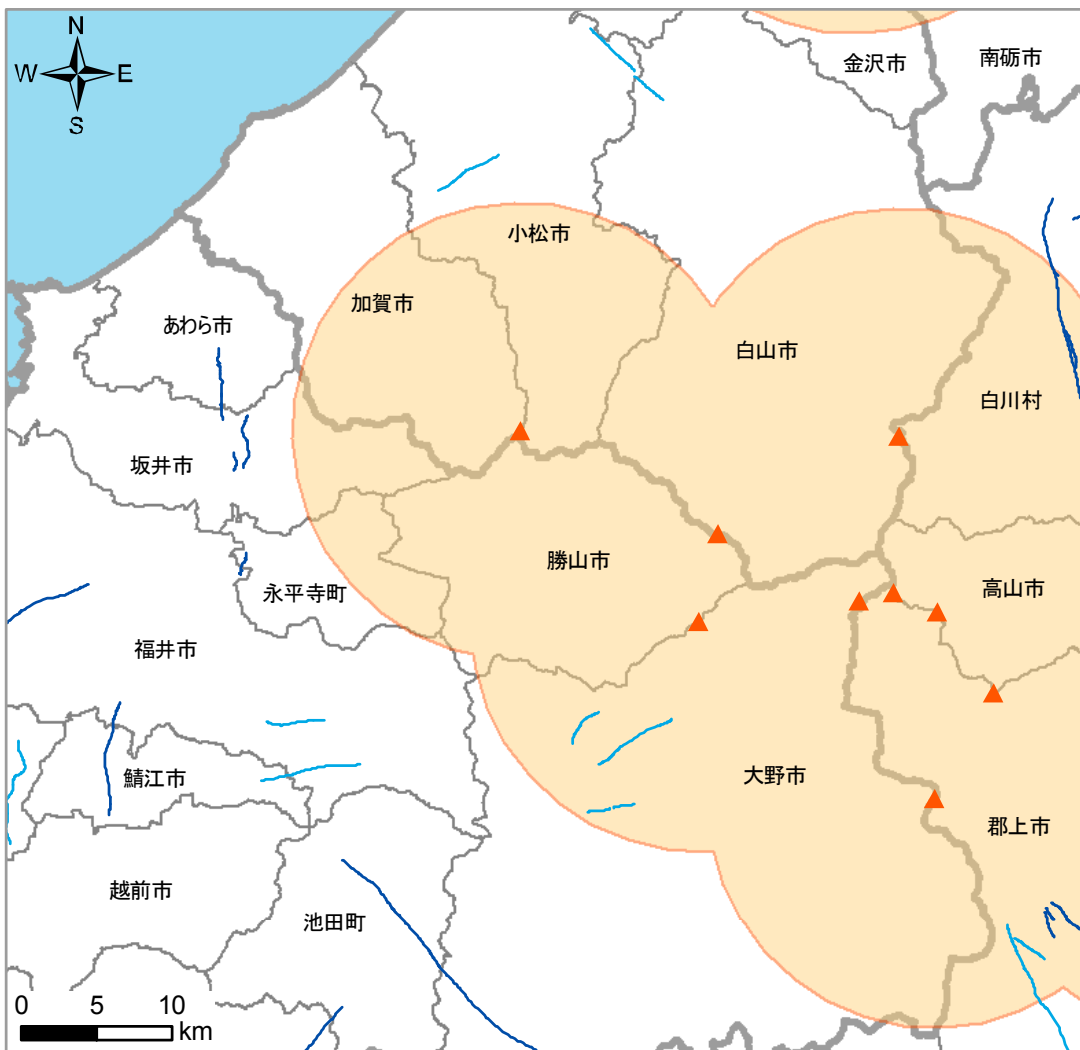 N
W E
S
金沢市
南砺市
小松市
加賀市
あわら市
白山市
白川村
坂井市
勝山市
高山市
永平寺町
福井市
大野市
鯖江市
郡上市
越前市
池田町
0 5 10
km